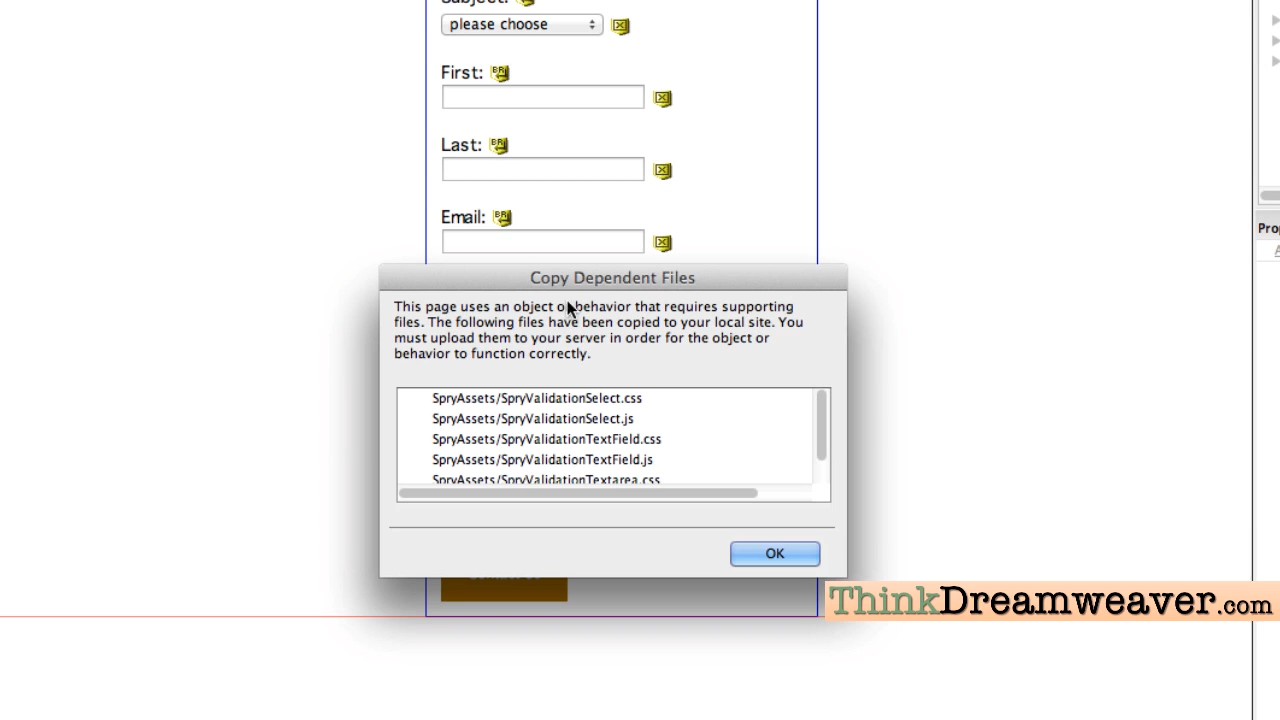 please choose
First:
Last:
Email:
Copy Dependent Files
This page uses an object or behavior that requires supporting
files. The following files have been copied to your local site. You
must upload them to your server in order for the object or
behavior to function correctly.
SpryAssets/SpryValidationSelect.css
SpryAssets/SpryValidationSelect.js
SpryAssets/SpryValidationTextField.css
SpryAssets/SpryValidationTextField.js
SpryAssets/SpryValidationTextarea.css
OK
ThinkDreamweaver.com